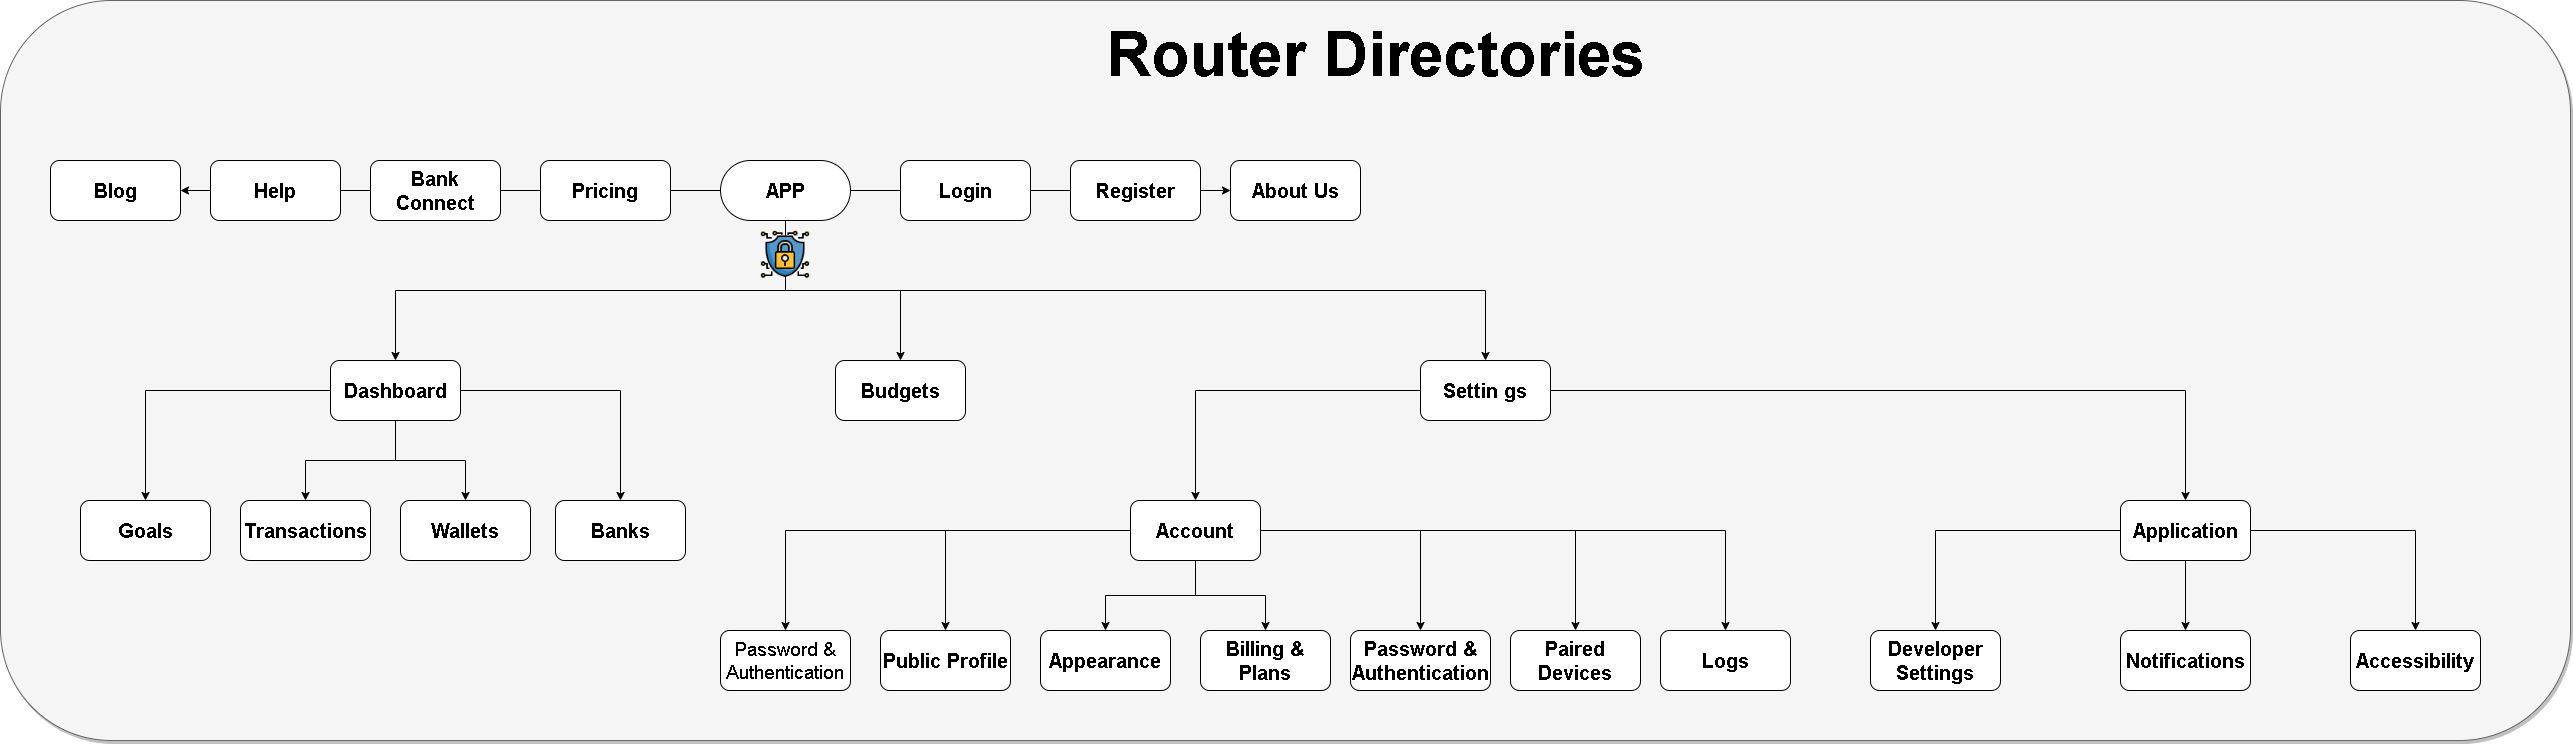 Router Directories
Blog
Help
Bank
Connect
Pricing
APP
Login
Register
About Us
Dashboard
Budgets
Settin gs
Goals
Transactions
Wallets
Banks
Account
Application
Password &
Authentication
Public Profile
Appearance
Billing &
Plans
Password &
Authentication
Paired
Devices
Logs
Developer
Settings
Notifications
Accessibility